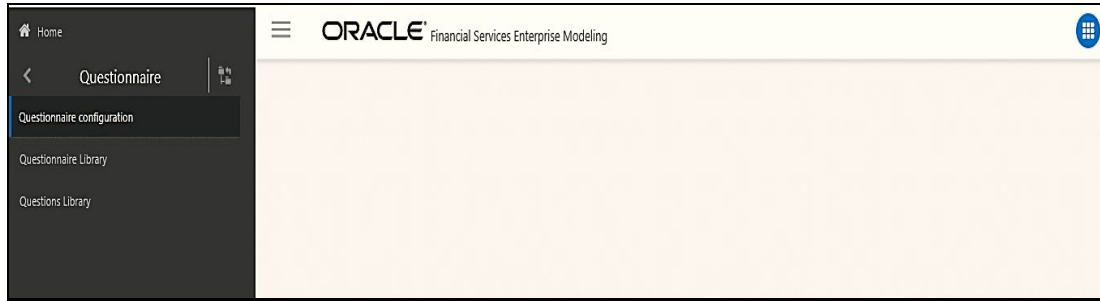 Home
Questionnaire
Questionnaire configuration
Questionnaire Library
Questions Library
ORACLE' Financial Services Enterprise Modeling